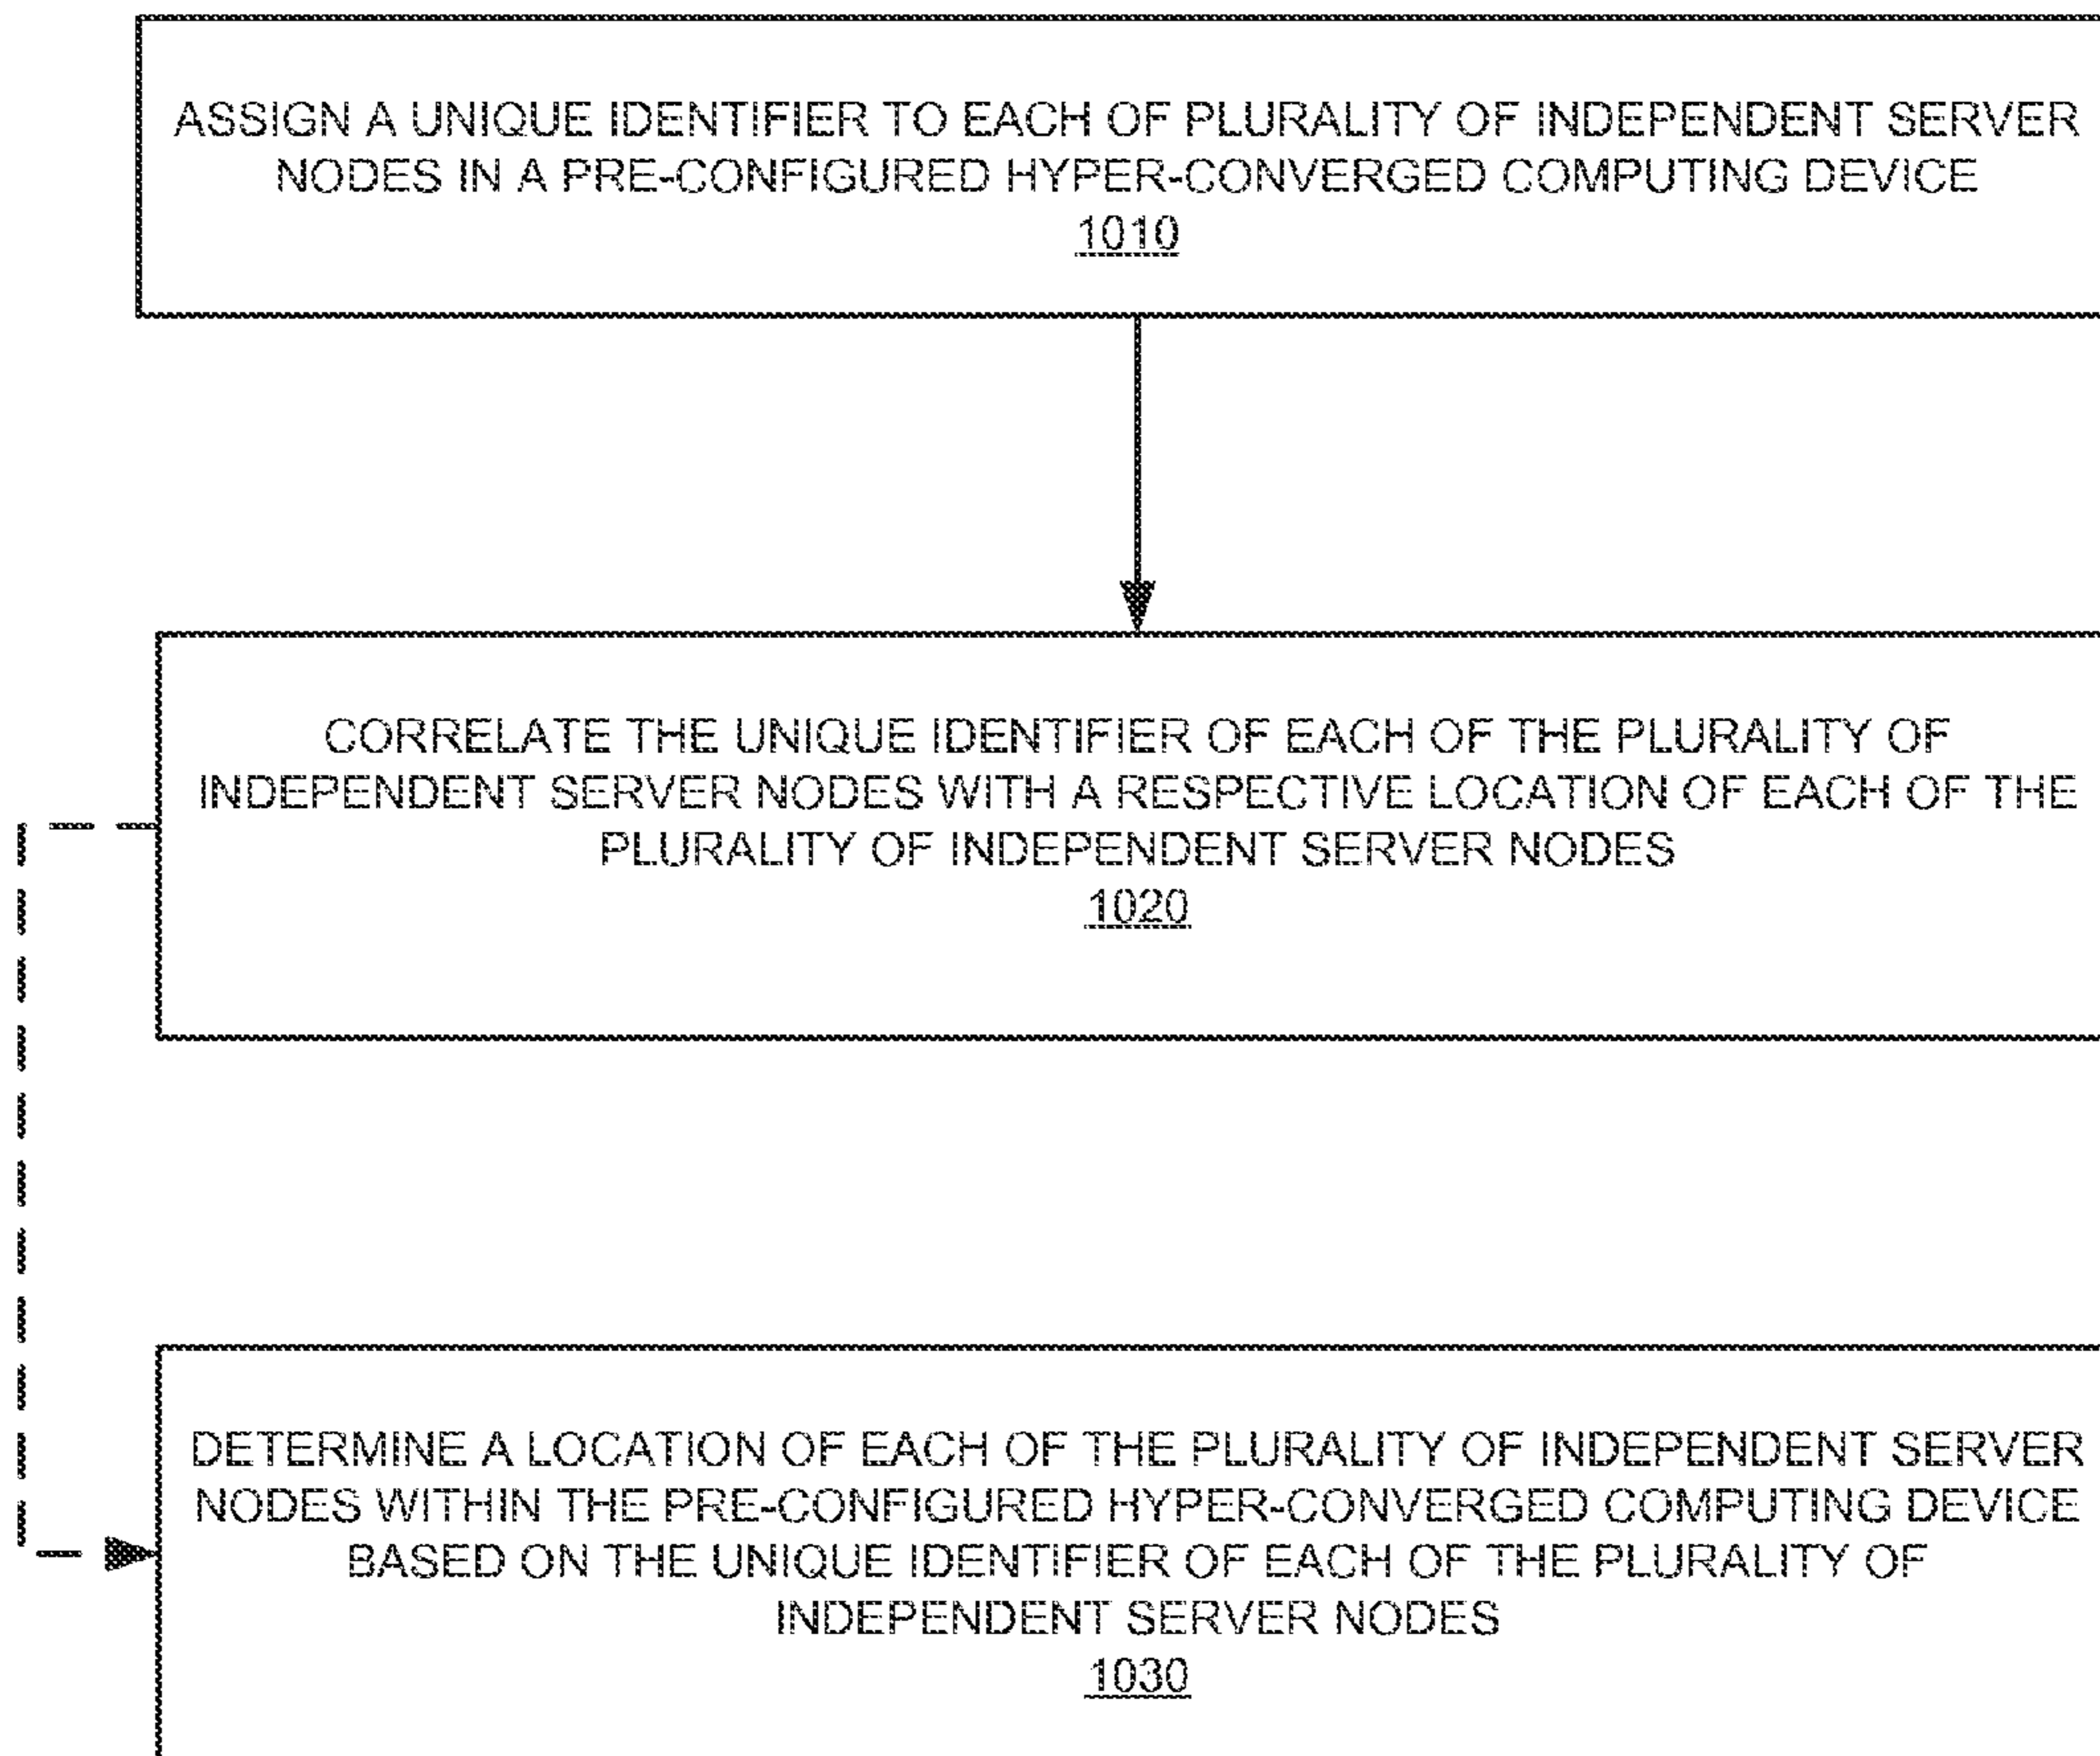 ASSIGN A UNIQUE IDENTIFIER TO EACH OF PLURALITY OF INDEPENDENT SERVER
NODES IN A PRE-CONFIGURED HYPER-CONVERGED COMPUTING DEVICE
1010
CORRELATE THE UNIQUE IDENTIFIER OF EACH OF THE PLURALITY OF
INDEPENDENT SERVER NODES WITH A RESPECTIVE LOCATION OF EACH OF THE
PLURALITY OF INDEPENDENT SERVER NODES
1020
DETERMINE A LOCATION OF EACH OF THE PLURALITY OF INDEPENDENT SERVER
NODES WITHIN THE PRE-CONFIGURED HYPER-CONVERGED COMPUTING DEVICE
BASED ON THE UNIQUE IDENTIFIER OF EACH OF THE PLURALITY OF
INDEPENDENT SERVER NODES
1030